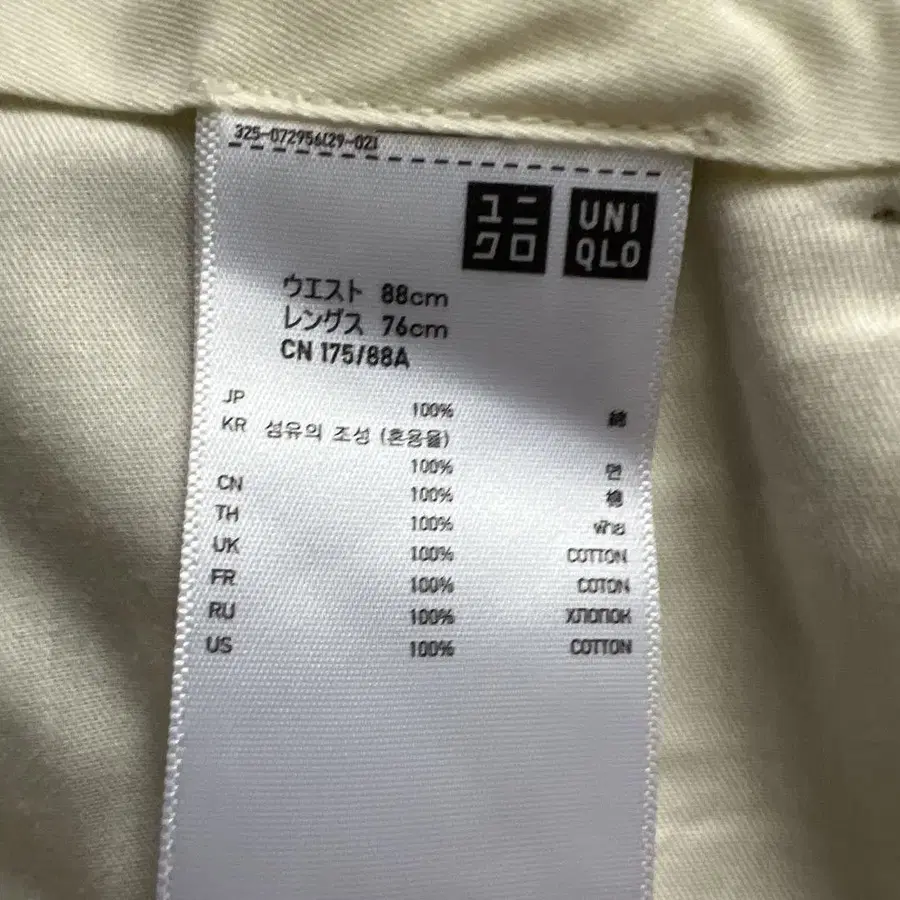 325-072956(29-02)
ユニ
クロ
UNI
QLO
ウエスト 88cm
レングス 76cm
CN 175/88A
JP 100% 綿
KR 섬유의 조성 (혼용율)
100% 면
CN 100% 棉
TH 100% ฝ้าย
UK 100% COTTON
FR 100% COTON
RU 100% ХЛОПОК
US 100% COTTON